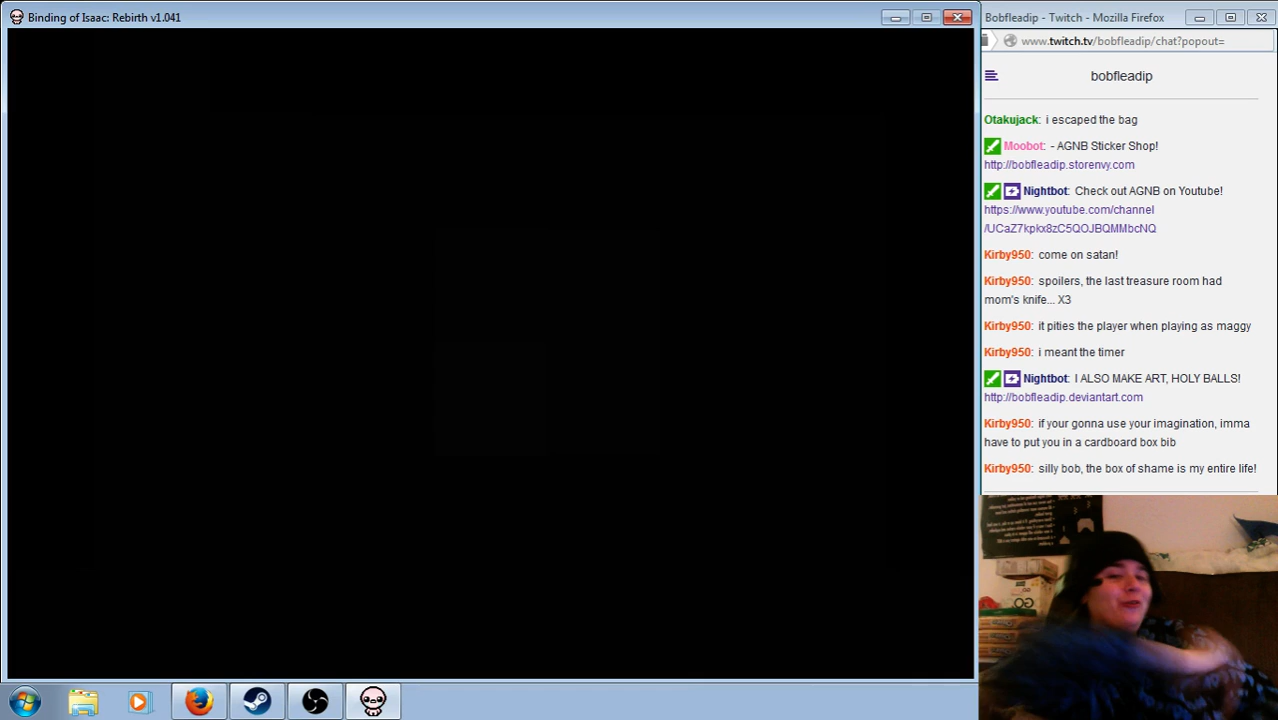 Binding of Isaac: Rebirth v1.041
Bobfleadip - Twitch - Mozilla Firefox
www.twitch.tv/bobfleadip/chat?popout=
bobfleadip
Otakujack: i escaped the bag
Moobot: - AGNB Sticker Shop!
http://bobfleadip.storenvy.com
Nightbot: Check out AGNB on Youtube!
https://www.youtube.com/channel
/UCaZ7kpkx8zC5QOJBQMMbcNQ
Kirby950: come on satan!
Kirby950: spoilers, the last treasure room had
mom's knife... X3
Kirby950: it pities the player when playing as maggy
Kirby950: i meant the timer
Nightbot: I ALSO MAKE ART, HOLY BALLS!
http://bobfleadip.deviantart.com
Kirby950: if your gonna use your imagination, imma
have to put you in a cardboard box bib
Kirby950: silly bob, the box of shame is my entire life!